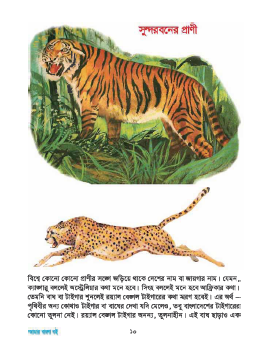 সুন্দরবনের প্রাণী
বিশ্বে কোনো কোনো প্রাণীর সঙ্গে জড়িয়ে থাকে দেশের নাম বা জায়গার নাম। যেমন,
ক্যাঙ্গারু বললেই অস্ট্রেলিয়ার কথা মনে হবে। সিংহ বললেই মনে হবে আফ্রিকার কথা।
তেমনি বাঘ বা টাইগার শুনলেই রয়েল বেঙ্গল টাইগারের কথা স্মরণ হবেই। এর অর্থ –
পৃথিবীর অন্য কোথাও টাইগার বা বাঘের দেখা যদি মেলেও, তবু বাংলাদেশের টাইগারের
কোনো তুলনা নেই। রয়েল বেঙ্গল টাইগার অনন্য, তুলনাহীন। এই বাঘ ছাড়াও এক
আমার বাংলা বই
১০